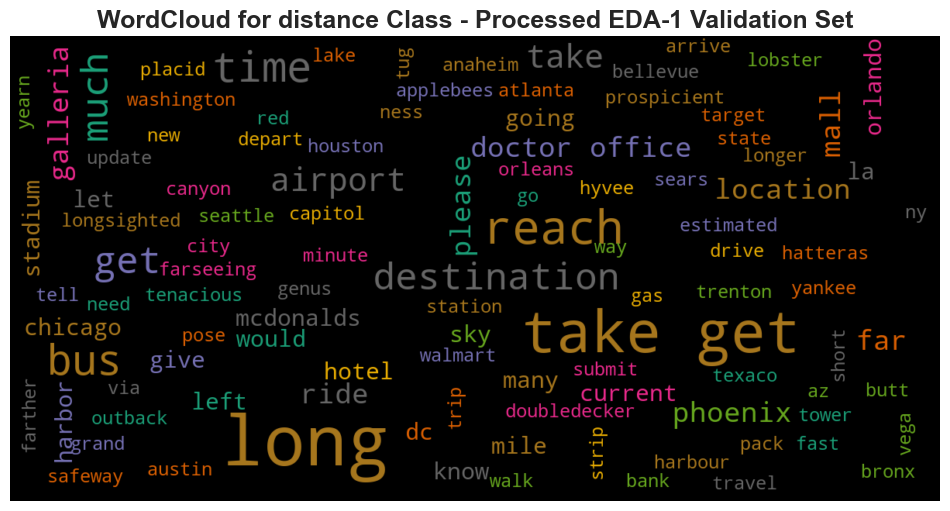 WordCloud for distance Class - Processed EDA-1 Validation Set
yearn
galleria
much
placid
time
lake
tug
anaheim
take
arrive
bellevue
lobster
orlando
washington
applebees
atlanta
prospicient
red
ness
going
target
mall
new
depart
houston
doctor office
state
longer
update
airport
please
orleans
sears
location
la
canyon
hyvee
let
go
stadium
longsighted
seattle
capitol
reach
estimated
ny
city
minute
way
drive
hatteras
get
farseeing
destination
tell
need
tenacious
genus
gas
trenton
yankee
station
chicago
mcdonalds
pose
would
sky
take get
far
short
bus
give
walmart
hotel
submit
texaco
via
ride
many
current
az
butt
farther
harbor
left
trip
doubledecker
phoenix
tower
outback
long
dc
grand
mile
strip
pack
fast
vega
safeway
austin
know
harbour
walk
bank
travel
bronx